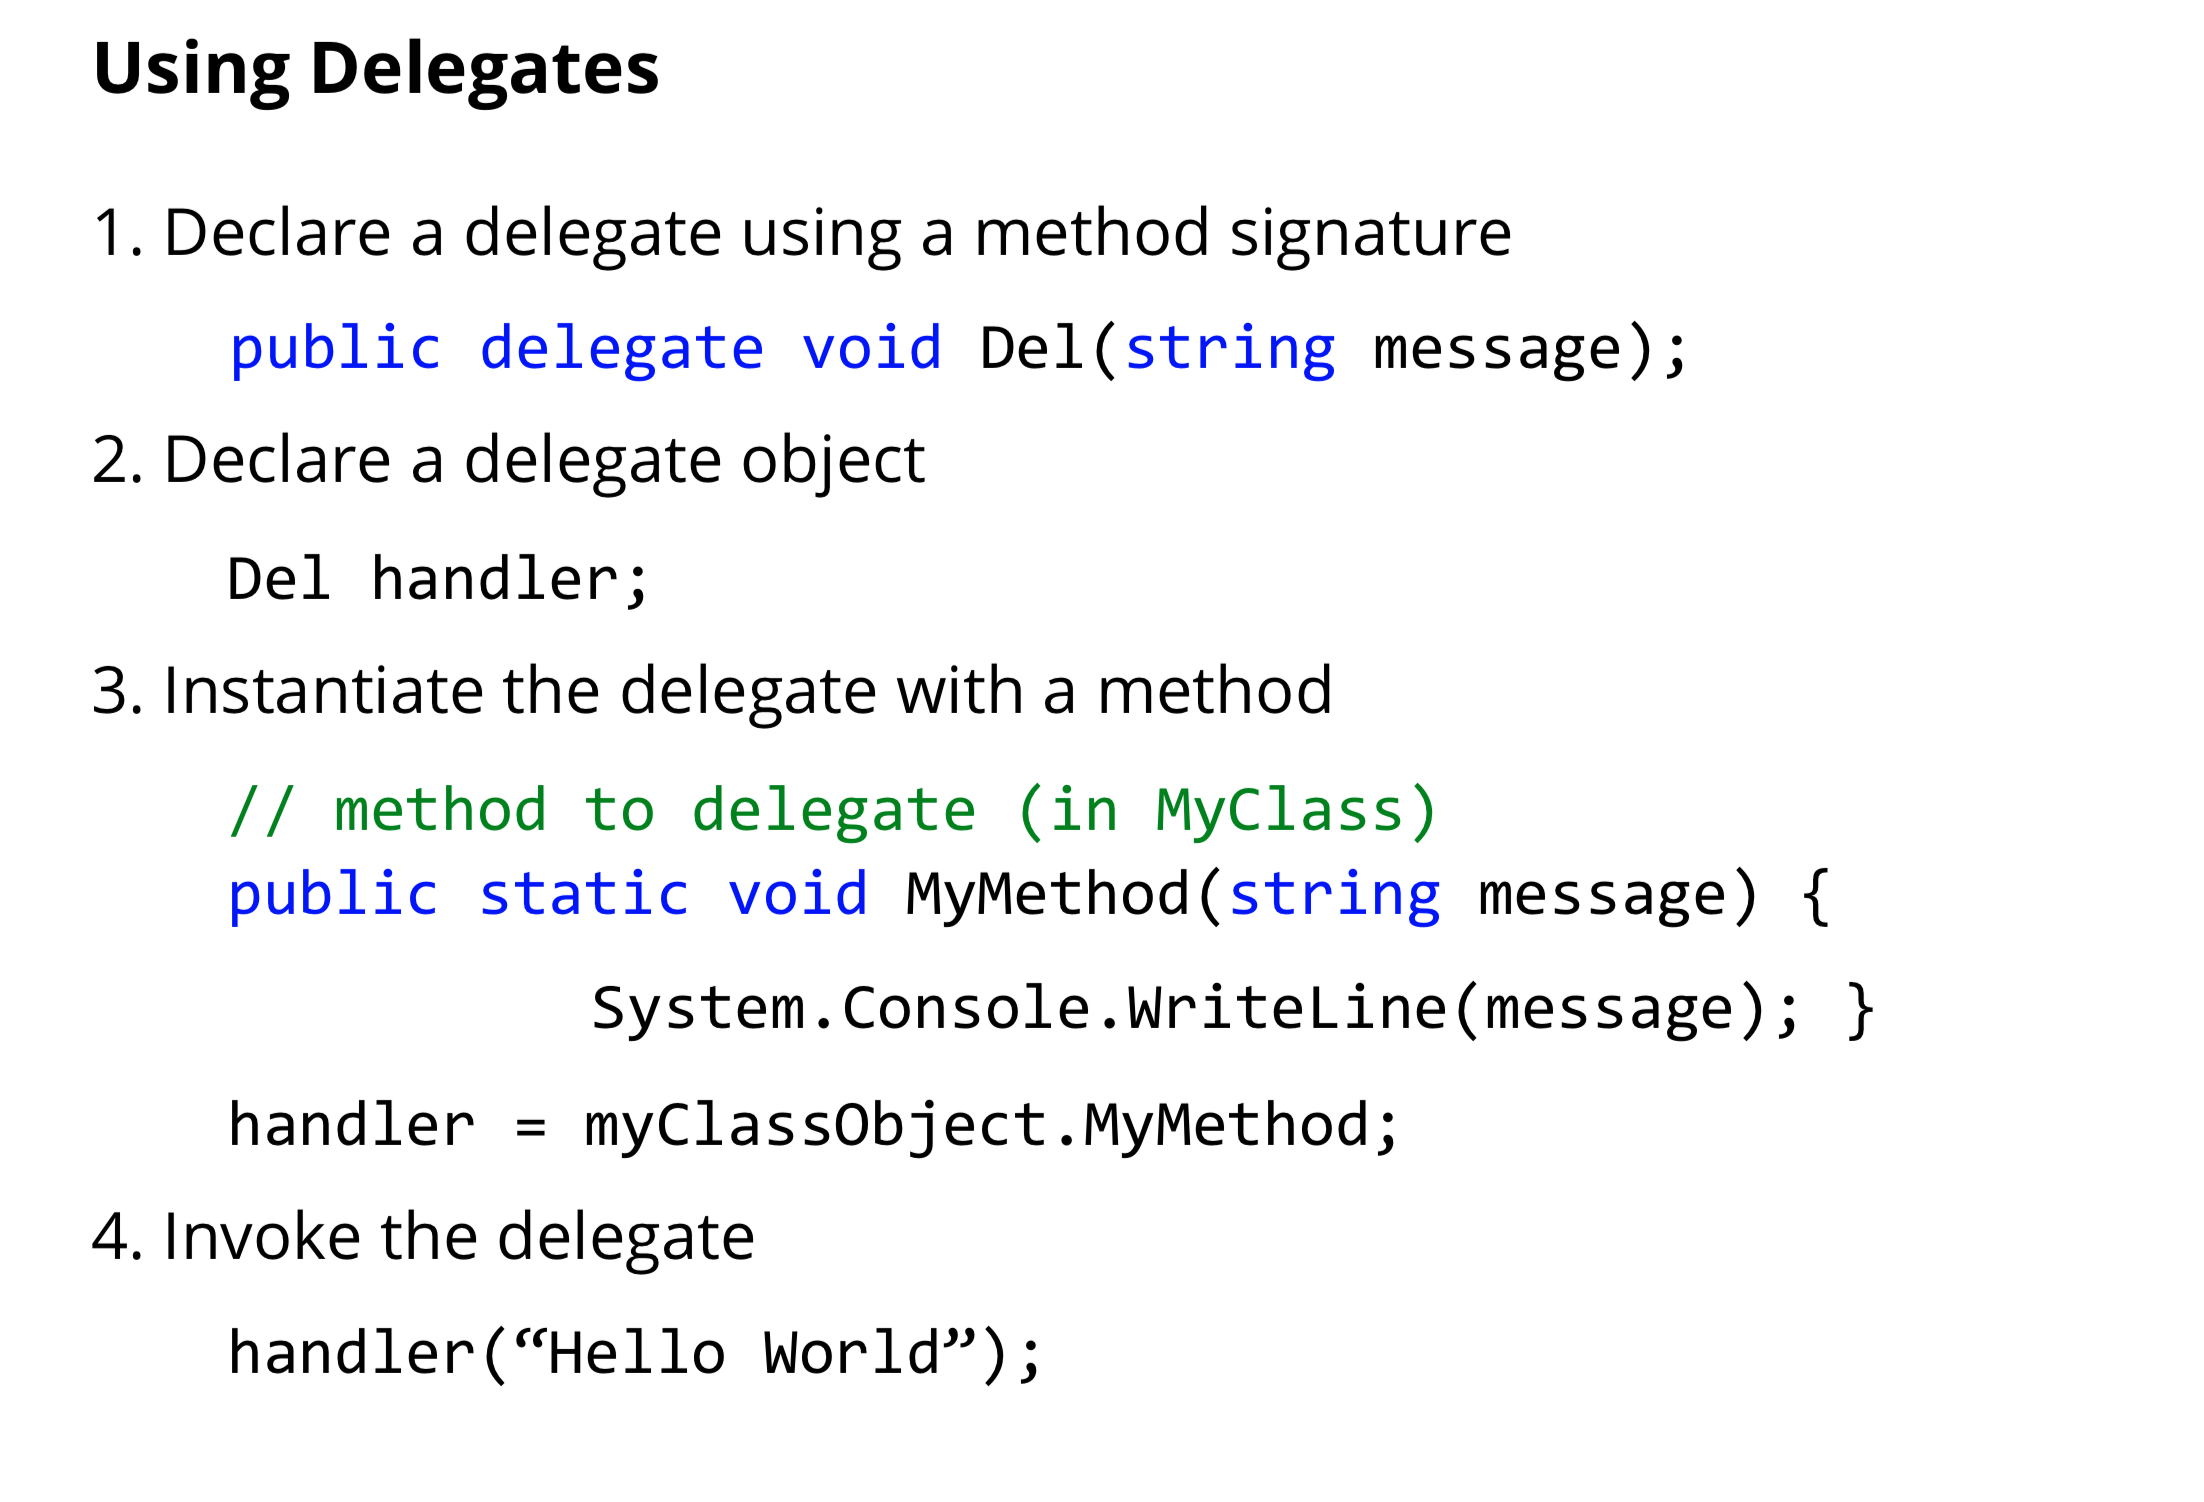 Using Delegates
1. Declare a delegate using a method signature
public delegate void Del(string message);
2. Declare a delegate object
Del handler;
3. Instantiate the delegate with a method
// method to delegate (in MyClass)
public static void MyMethod(string message) {
System.Console.WriteLine(message); }
handler = myClassObject.MyMethod;
4. Invoke the delegate
handler(“Hello World”);